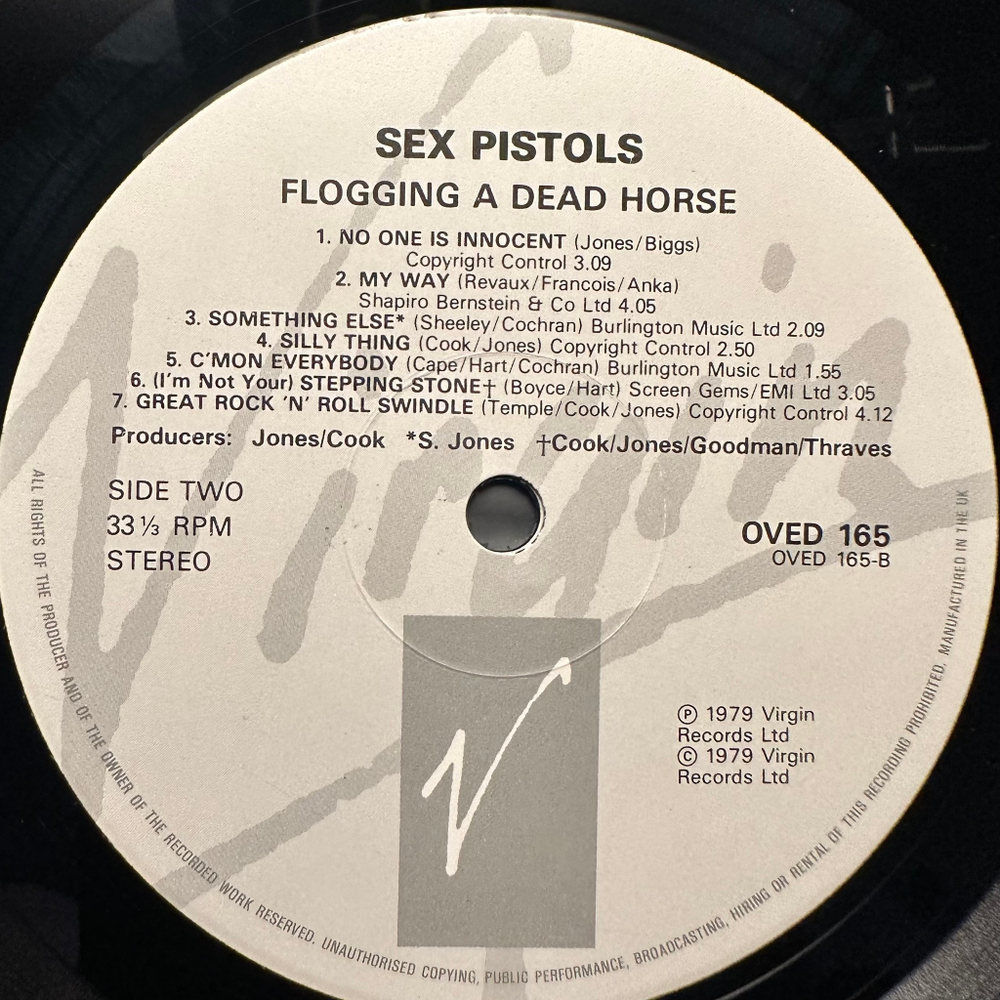 SEX PISTOLS
FLOGGING A DEAD HORSE
1. NO ONE IS INNOCENT (Jones/Biggs)
Copyright Control 3.09
2. MY WAY (Revaux/Francois/Anka)
Shapiro Bernstein & Co Ltd 4.05
3. SOMETHING ELSE* (Sheeley/Cochran) Burlington Music Ltd 2.09
4. SILLY THING (Cook/Jones) Copyright Control 2.50
5. C'MON EVERYBODY (Cape/Hart/Cochran) Burlington Music Ltd 1.55
6. (I'm Not Your) STEPPING STONE† (Boyce/Hart) Screen Gems/EMI Ltd 3.05
7. GREAT ROCK 'N' ROLL SWINDLE (Temple/Cook/Jones) Copyright Control 4.12
Producers: Jones/Cook *S. Jones †Cook/Jones/Goodman/Thraves
SIDE TWO
33⅓ RPM
STEREO
OVED 165
OVED 165-B
Virgin
V
Ⓟ 1979 Virgin
Records Ltd
© 1979 Virgin
Records Ltd
ALL RIGHTS OF THE PRODUCER AND OF THE OWNER OF THE RECORDED WORK RESERVED. UNAUTHORISED COPYING, PUBLIC PERFORMANCE, BROADCASTING, HIRING OR RENTAL OF THIS RECORDING PROHIBITED. MANUFACTURED IN THE UK